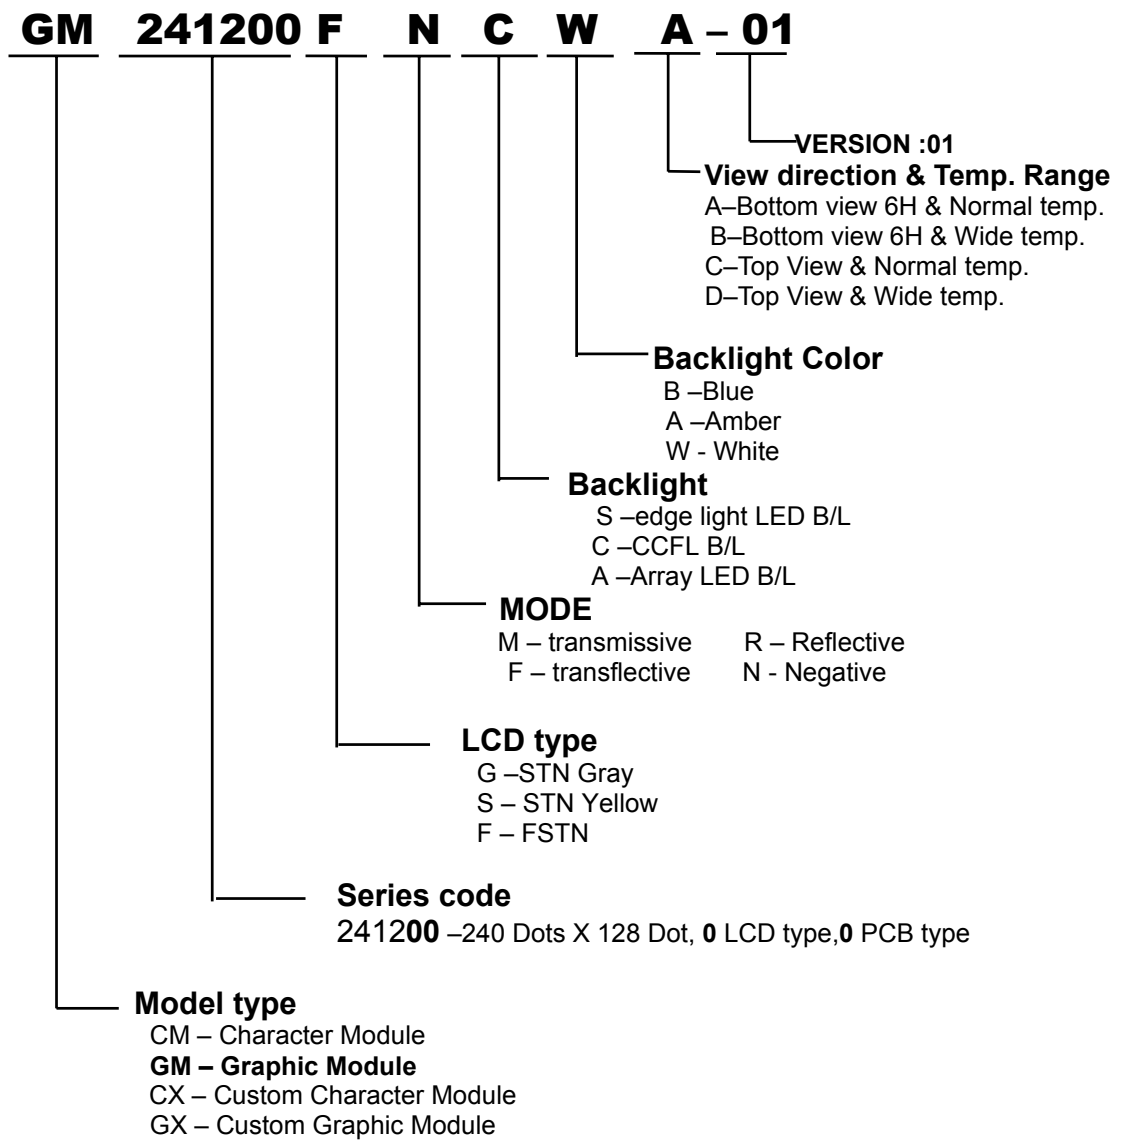 GM 241200 F N C W A – 01
VERSION :01
View direction & Temp. Range
A–Bottom view 6H & Normal temp.
B–Bottom view 6H & Wide temp.
C–Top View & Normal temp.
D–Top View & Wide temp.
Backlight Color
B –Blue
A –Amber
W - White
Backlight
S –edge light LED B/L
C –CCFL B/L
A –Array LED B/L
MODE
M – transmissive R – Reflective
F – transflective N - Negative
LCD type
G –STN Gray
S – STN Yellow
F – FSTN
Series code
241200 –240 Dots X 128 Dot, 0 LCD type,0 PCB type
Model type
CM – Character Module
GM – Graphic Module
CX – Custom Character Module
GX – Custom Graphic Module